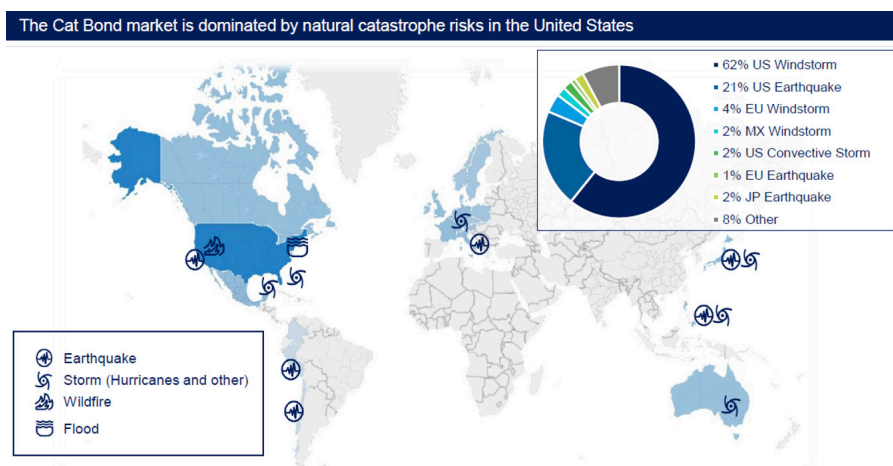 The Cat Bond market is dominated by natural catastrophe risks in the United States
62% US Windstorm
21% US Earthquake
4% EU Windstorm
2% MX Windstorm
2% US Convective Storm
1% EU Earthquake
2% JP Earthquake
8% Other
Earthquake
Storm (Hurricanes and other)
Wildfire
Flood